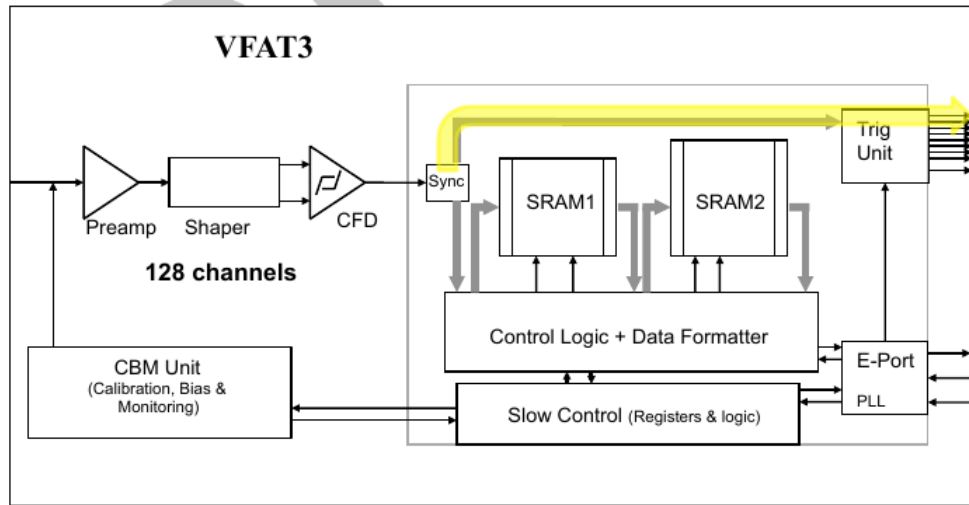 VFAT3
Trig
Unit
Sync
SRAM1
SRAM2
Preamp
Shaper
CFD
128 channels
Control Logic + Data Formatter
E-Port
PLL
CBM Unit
(Calibration, Bias &
Monitoring)
Slow Control (Registers & logic)